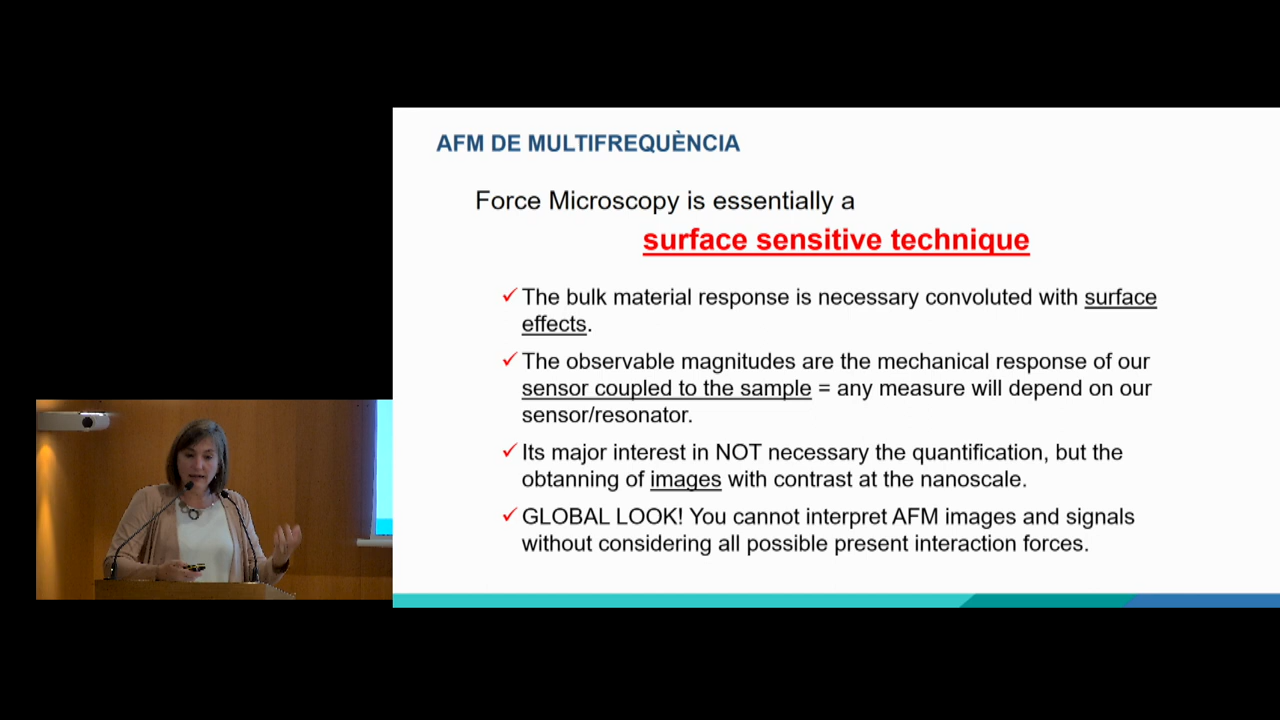 AFM DE MULTIFREQUÈNCIA
Force Microscopy is essentially a
surface sensitive technique
✓ The bulk material response is necessary convoluted with surface
effects.
✓ The observable magnitudes are the mechanical response of our
sensor coupled to the sample = any measure will depend on our
sensor/resonator.
✓ Its major interest in NOT necessary the quantification, but the
obtanning of images with contrast at the nanoscale.
✓ GLOBAL LOOK! You cannot interpret AFM images and signals
without considering all possible present interaction forces.